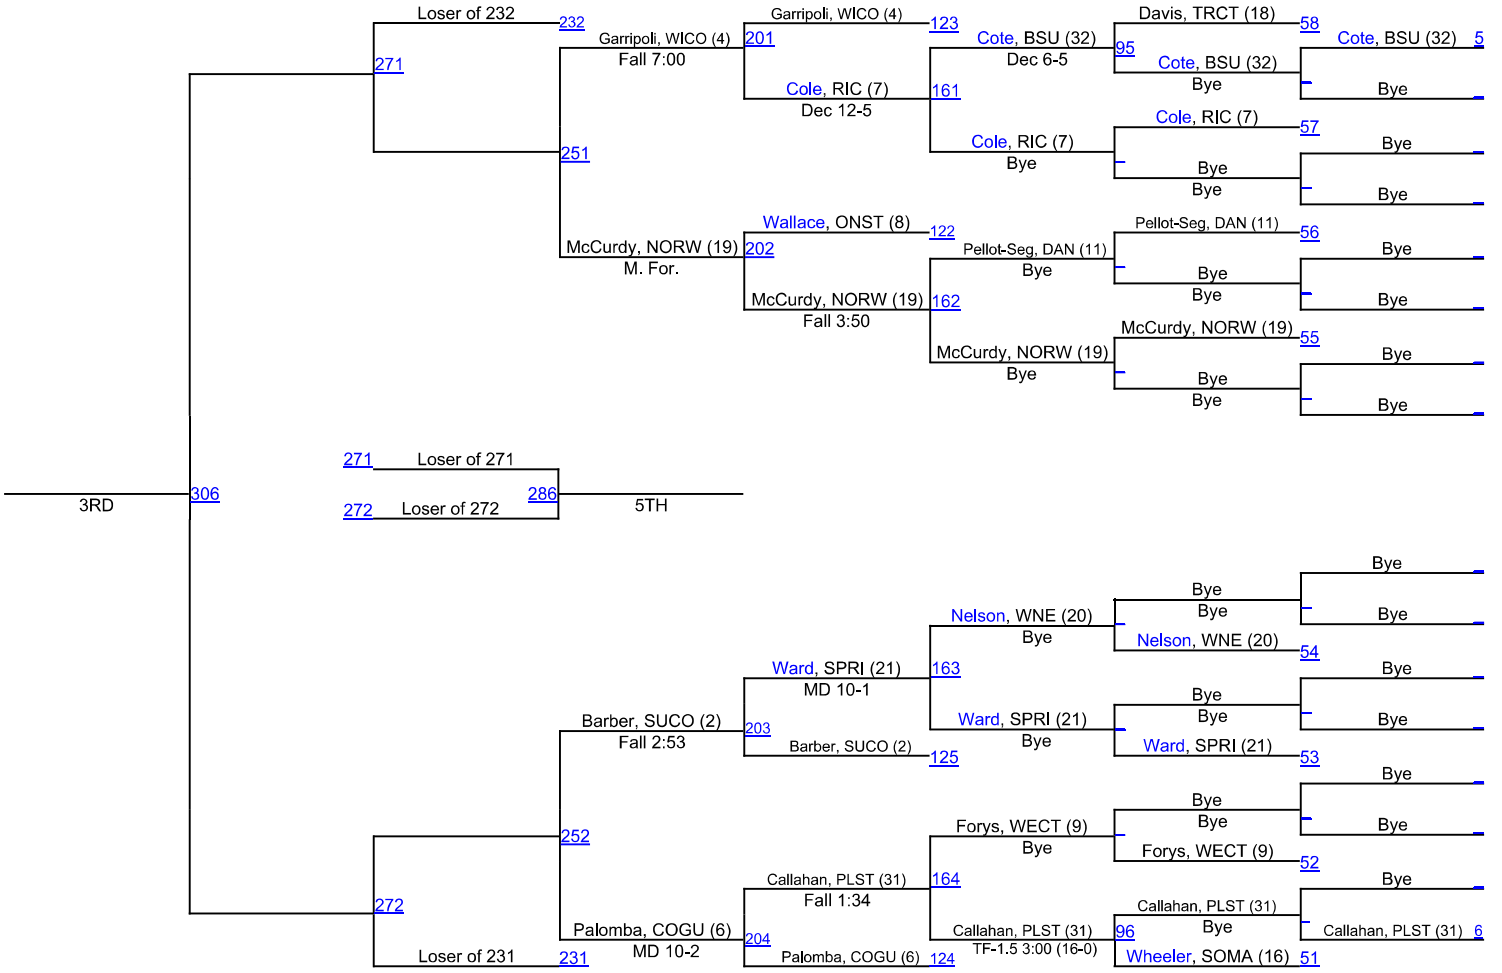 Loser of 232
232
Garripoli, WICO (4)
123
Davis, TRCT (18)
58
271
Garripoli, WICO (4)
Fall 7:00
201
Cote, BSU (32)
Dec 6-5
95
Cote, BSU (32)
Bye
Cote, BSU (32)
5
Bye
Cole, RIC (7)
Dec 12-5
161
Cole, RIC (7)
57
251
Cole, RIC (7)
Bye
Bye
Bye
Bye
Bye
McCurdy, NORW (19)
M. For.
202
Wallace, ONST (8)
122
Pellot-Seg, DAN (11)
56
Pellot-Seg, DAN (11)
Bye
Bye
Bye
Bye
Bye
McCurdy, NORW (19)
Fall 3:50
162
McCurdy, NORW (19)
55
McCurdy, NORW (19)
Bye
Bye
Bye
Bye
Bye
271
Loser of 271
3RD
306
286
5TH
272
Loser of 272
Bye
Nelson, WNE (20)
Bye
Bye
Bye
Bye
Nelson, WNE (20)
54
Ward, SPRI (21)
MD 10-1
163
Bye
Barber, SUCO (2)
Fall 2:53
203
Ward, SPRI (21)
Bye
Bye
Bye
Bye
Barber, SUCO (2)
125
Ward, SPRI (21)
53
Bye
252
Forys, WECT (9)
Bye
Bye
Bye
Bye
Forys, WECT (9)
52
Callahan, PLST (31)
Fall 1:34
164
Bye
272
Callahan, PLST (31)
Bye
Palomba, COGU (6)
MD 10-2
204
Callahan, PLST (31)
TF-1.5 3:00 (16-0)
96
Callahan, PLST (31)
6
Loser of 231
231
Palomba, COGU (6)
124
Wheeler, SOMA (16)
51